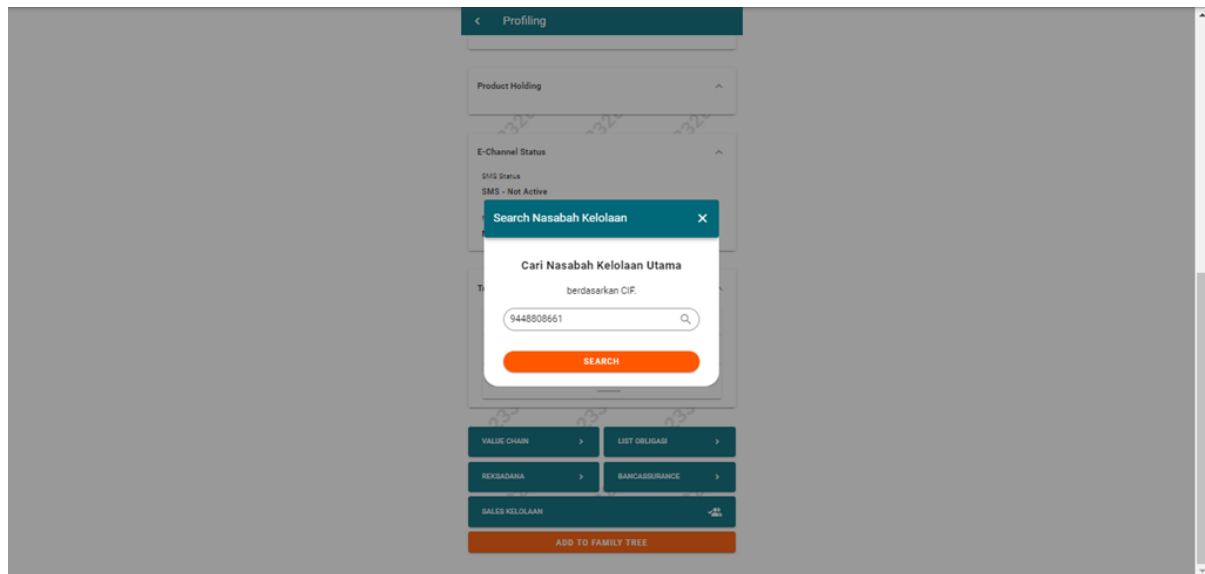 Profiling
Product Holding
E-Channel Status
SMS Status
SMS - Not Active
Search Nasabah Kelolaan
Cari Nasabah Kelolaan Utama
berdasarkan CIF.
9448808661
SEARCH
VALUE CHAIN
LIST OBLIGASI
REKSADANA
BANCASSURANCE
SALES KELOLAAN
ADD TO FAMILY TREE